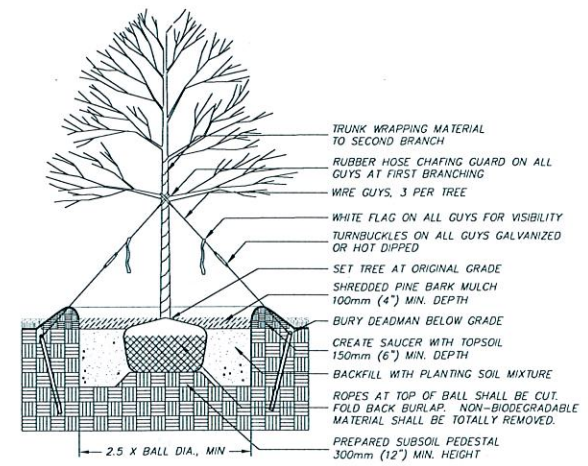 TRUNK WRAPPING MATERIAL
TO SECOND BRANCH
RUBBER HOSE CHAFING GUARD ON ALL
GUYS AT FIRST BRANCHING
WIRE GUYS, 3 PER TREE
WHITE FLAG ON ALL GUYS FOR VISIBILITY
TURNBUCKLES ON ALL GUYS GALVANIZED
OR HOT DIPPED
SET TREE AT ORIGINAL GRADE
SHREDDED PINE BARK MULCH
100mm (4") MIN. DEPTH
BURY DEADMAN BELOW GRADE
CREATE SAUCER WITH TOPSOIL
150mm (6") MIN. DEPTH
BACKFILL WITH PLANTING SOIL MIXTURE
ROPES AT TOP OF BALL SHALL BE CUT.
FOLD BACK BURLAP. NON-BIODEGRADABLE
MATERIAL SHALL BE TOTALLY REMOVED.
PREPARED SUBSOIL PEDESTAL
300mm (12") MIN. HEIGHT
2.5 X BALL DIA., MIN